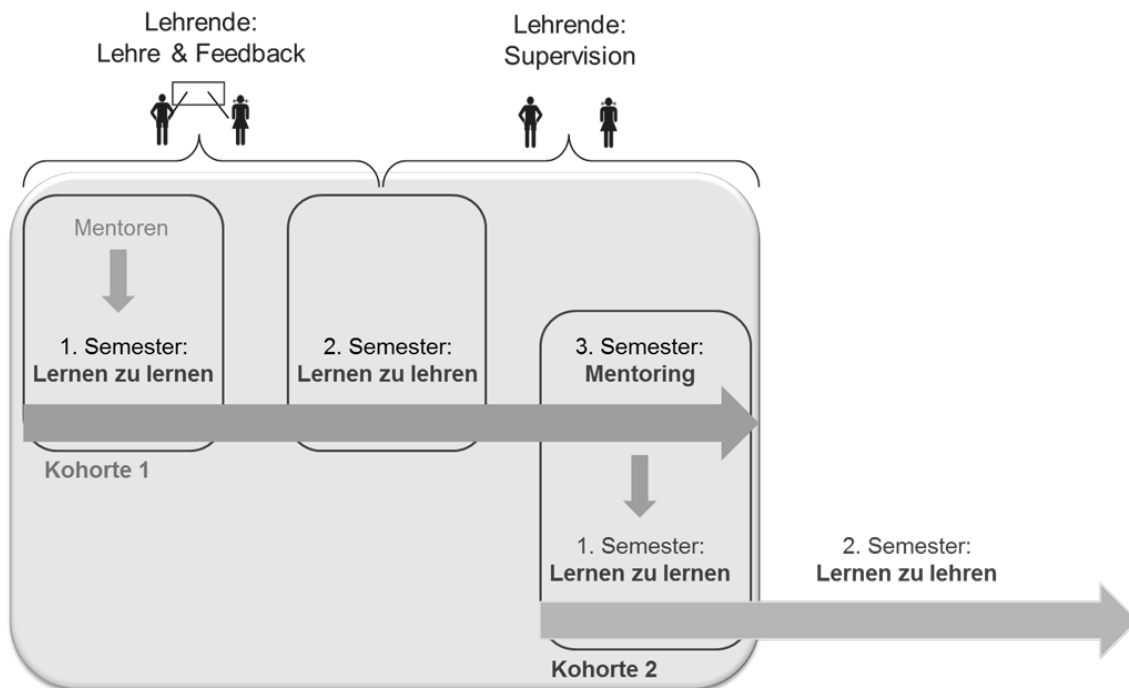 Lehrende:
Lehre & Feedback
Lehrende:
Supervision
Mentoren
1. Semester:
Lernen zu lernen
2. Semester:
Lernen zu lehren
3. Semester:
Mentoring
Kohorte 1
1. Semester:
Lernen zu lernen
2. Semester:
Lernen zu lehren
Kohorte 2